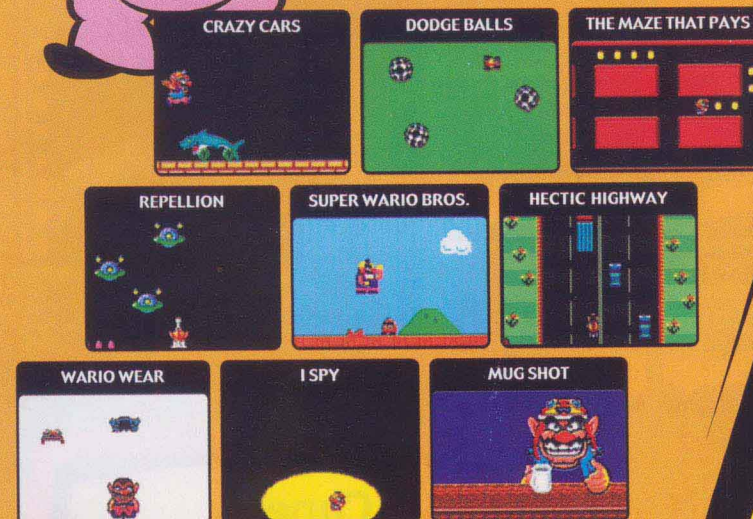 CRAZY CARS
DODGE BALLS
THE MAZE THAT PAYS
REPELLION
SUPER WARIO BROS.
HECTIC HIGHWAY
WARIO WEAR
I SPY
MUG SHOT